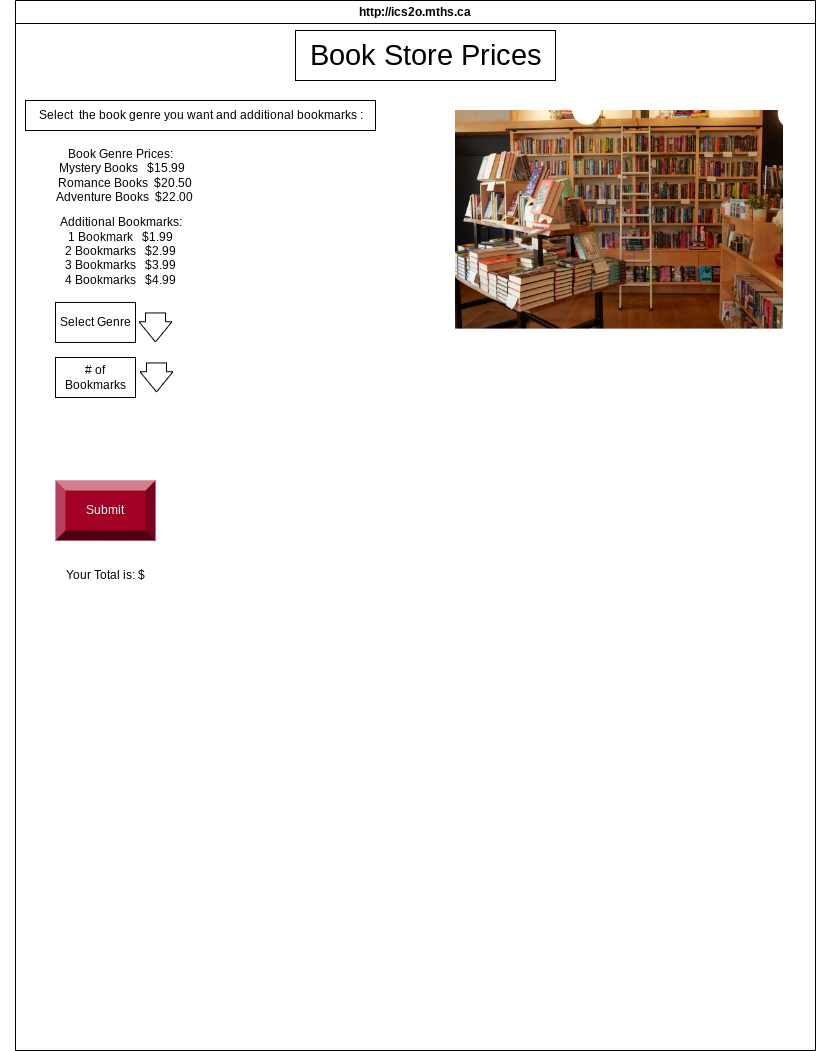 http://ics2o.mths.ca
Book Store Prices
Select  the book genre you want and additional bookmarks :
Book Genre Prices:
Mystery Books   $15.99
Romance Books  $20.50
Adventure Books  $22.00
Additional Bookmarks:
1 Bookmark   $1.99
2 Bookmarks   $2.99
3 Bookmarks   $3.99
4 Bookmarks   $4.99
Select Genre
# of
Bookmarks
Submit
Your Total is: $